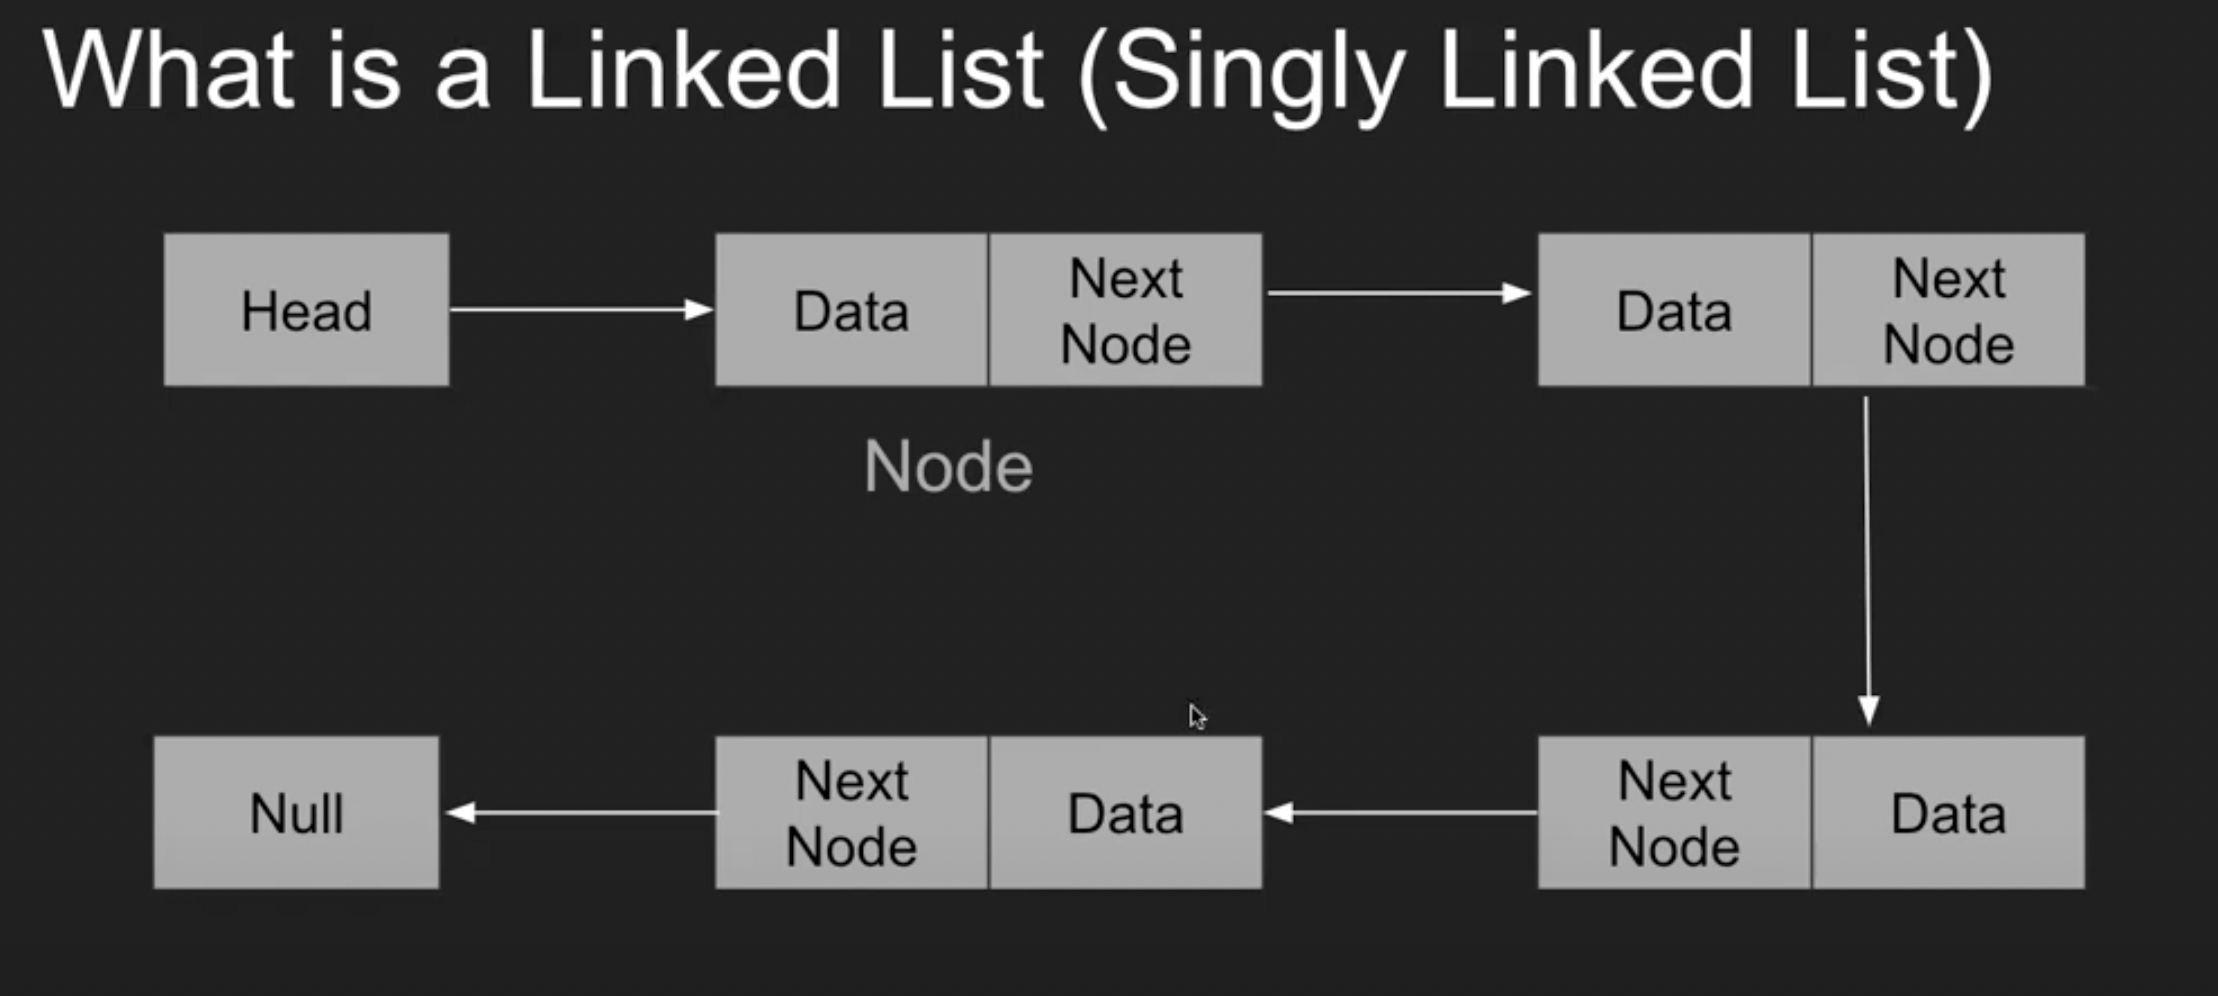 What is a Linked List (Singly Linked List)
Head
Data
Next
Node
Data
Next
Node
Node
Null
Next
Node
Data
Next
Node
Data